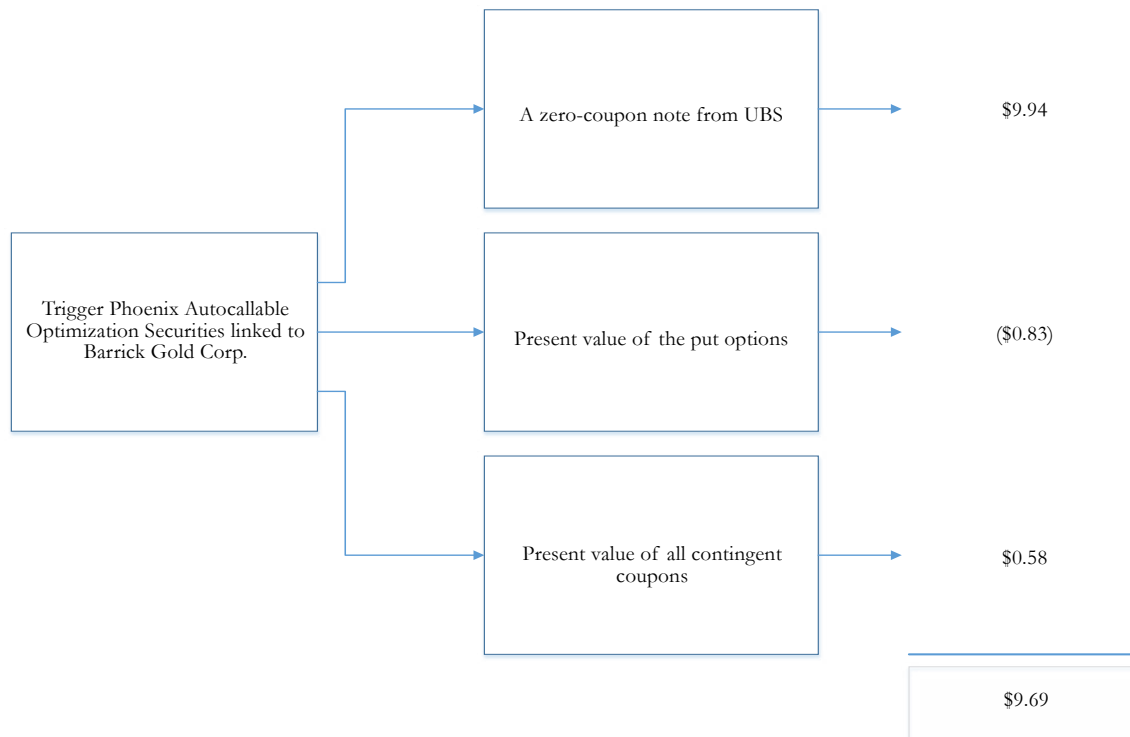 A zero-coupon note from UBS
$9.94
Trigger Phoenix Autocallable
Optimization Securities linked to
Barrick Gold Corp.
Present value of the put options
($0.83)
Present value of all contingent
coupons
$0.58
$9.69